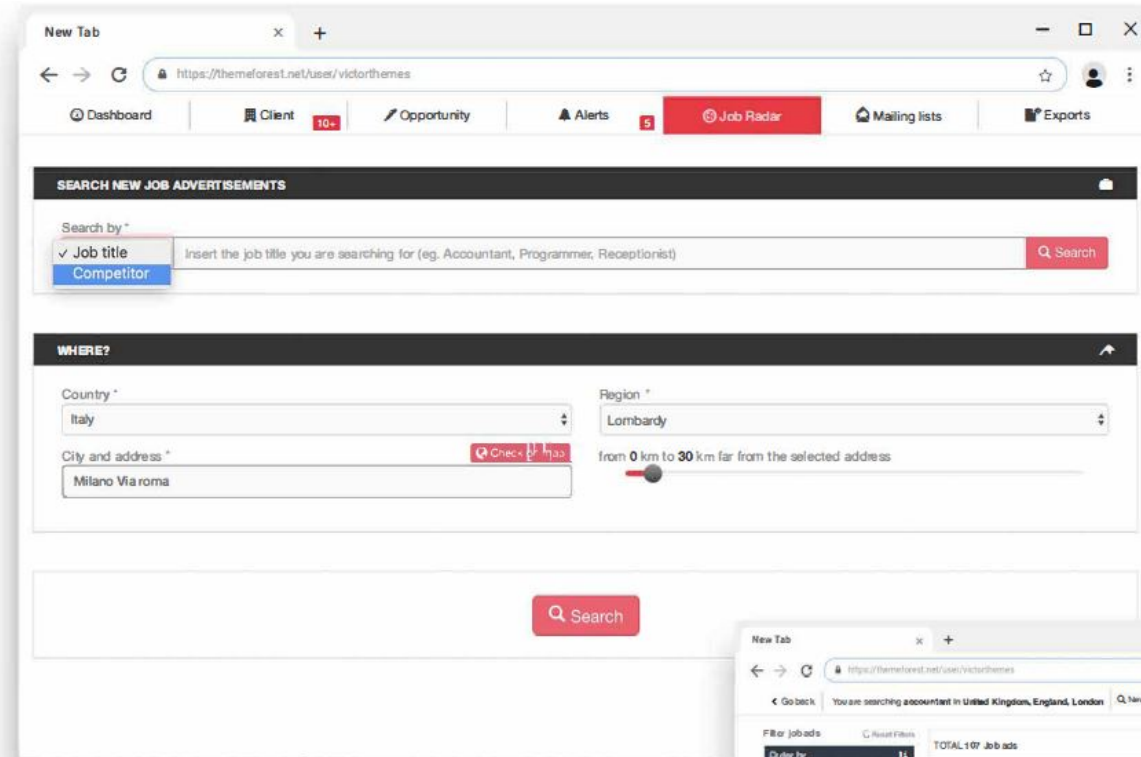 New Tab × +
https://themeforest.net/user/victorthemes
Dashboard Client 10+ Opportunity Alerts 5 Job Radar Mailing lists Exports
SEARCH NEW JOB ADVERTISEMENTS
Search by *
✓ Job title
Insert the job title you are searching for (eg. Accountant, Programmer, Receptionist)
Search
Competitor
WHERE?
Country *
Region *
Italy
Lombardy
City and address *
Check on map
from 0 km to 30 km far from the selected address
Milano Via roma
Search
New Tab × +
https://themeforest.net/user/victorthemes
Go back You are searching accountant in United Kingdom, England, London
Filter job ads Reset Filters
TOTAL 107 Job ads
Order by